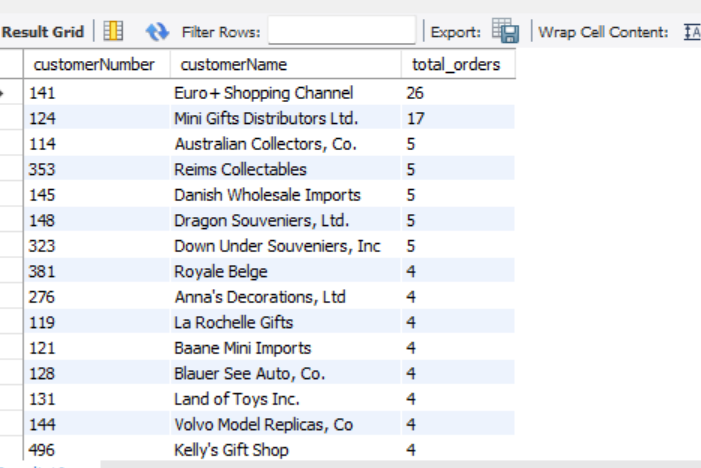 Result Grid Filter Rows: Export: Wrap Cell Content: IA
customerNumber customerName total_orders
141 Euro+ Shopping Channel 26
124 Mini Gifts Distributors Ltd. 17
114 Australian Collectors, Co. 5
353 Reims Collectables 5
145 Danish Wholesale Imports 5
148 Dragon Souveniers, Ltd. 5
323 Down Under Souveniers, Inc 5
381 Royale Belge 4
276 Anna's Decorations, Ltd 4
119 La Rochelle Gifts 4
121 Baane Mini Imports 4
128 Blauer See Auto, Co. 4
131 Land of Toys Inc. 4
144 Volvo Model Replicas, Co 4
496 Kelly's Gift Shop 4